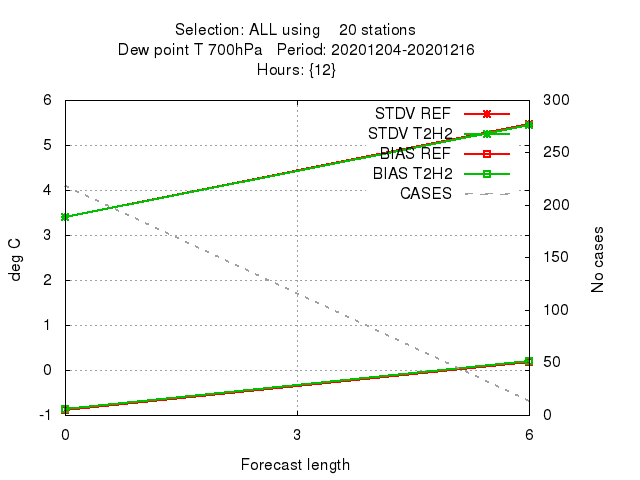 Selection: ALL using    20 stations
Dew point T 700hPa   Period: 20201204-20201216
Hours: {12}
STDV REF
STDV T2H2
BIAS REF
BIAS T2H2
CASES
6
5
4
3
2
1
0
-1
300
250
200
150
100
50
0
0 3 6
deg C
No cases
Forecast length